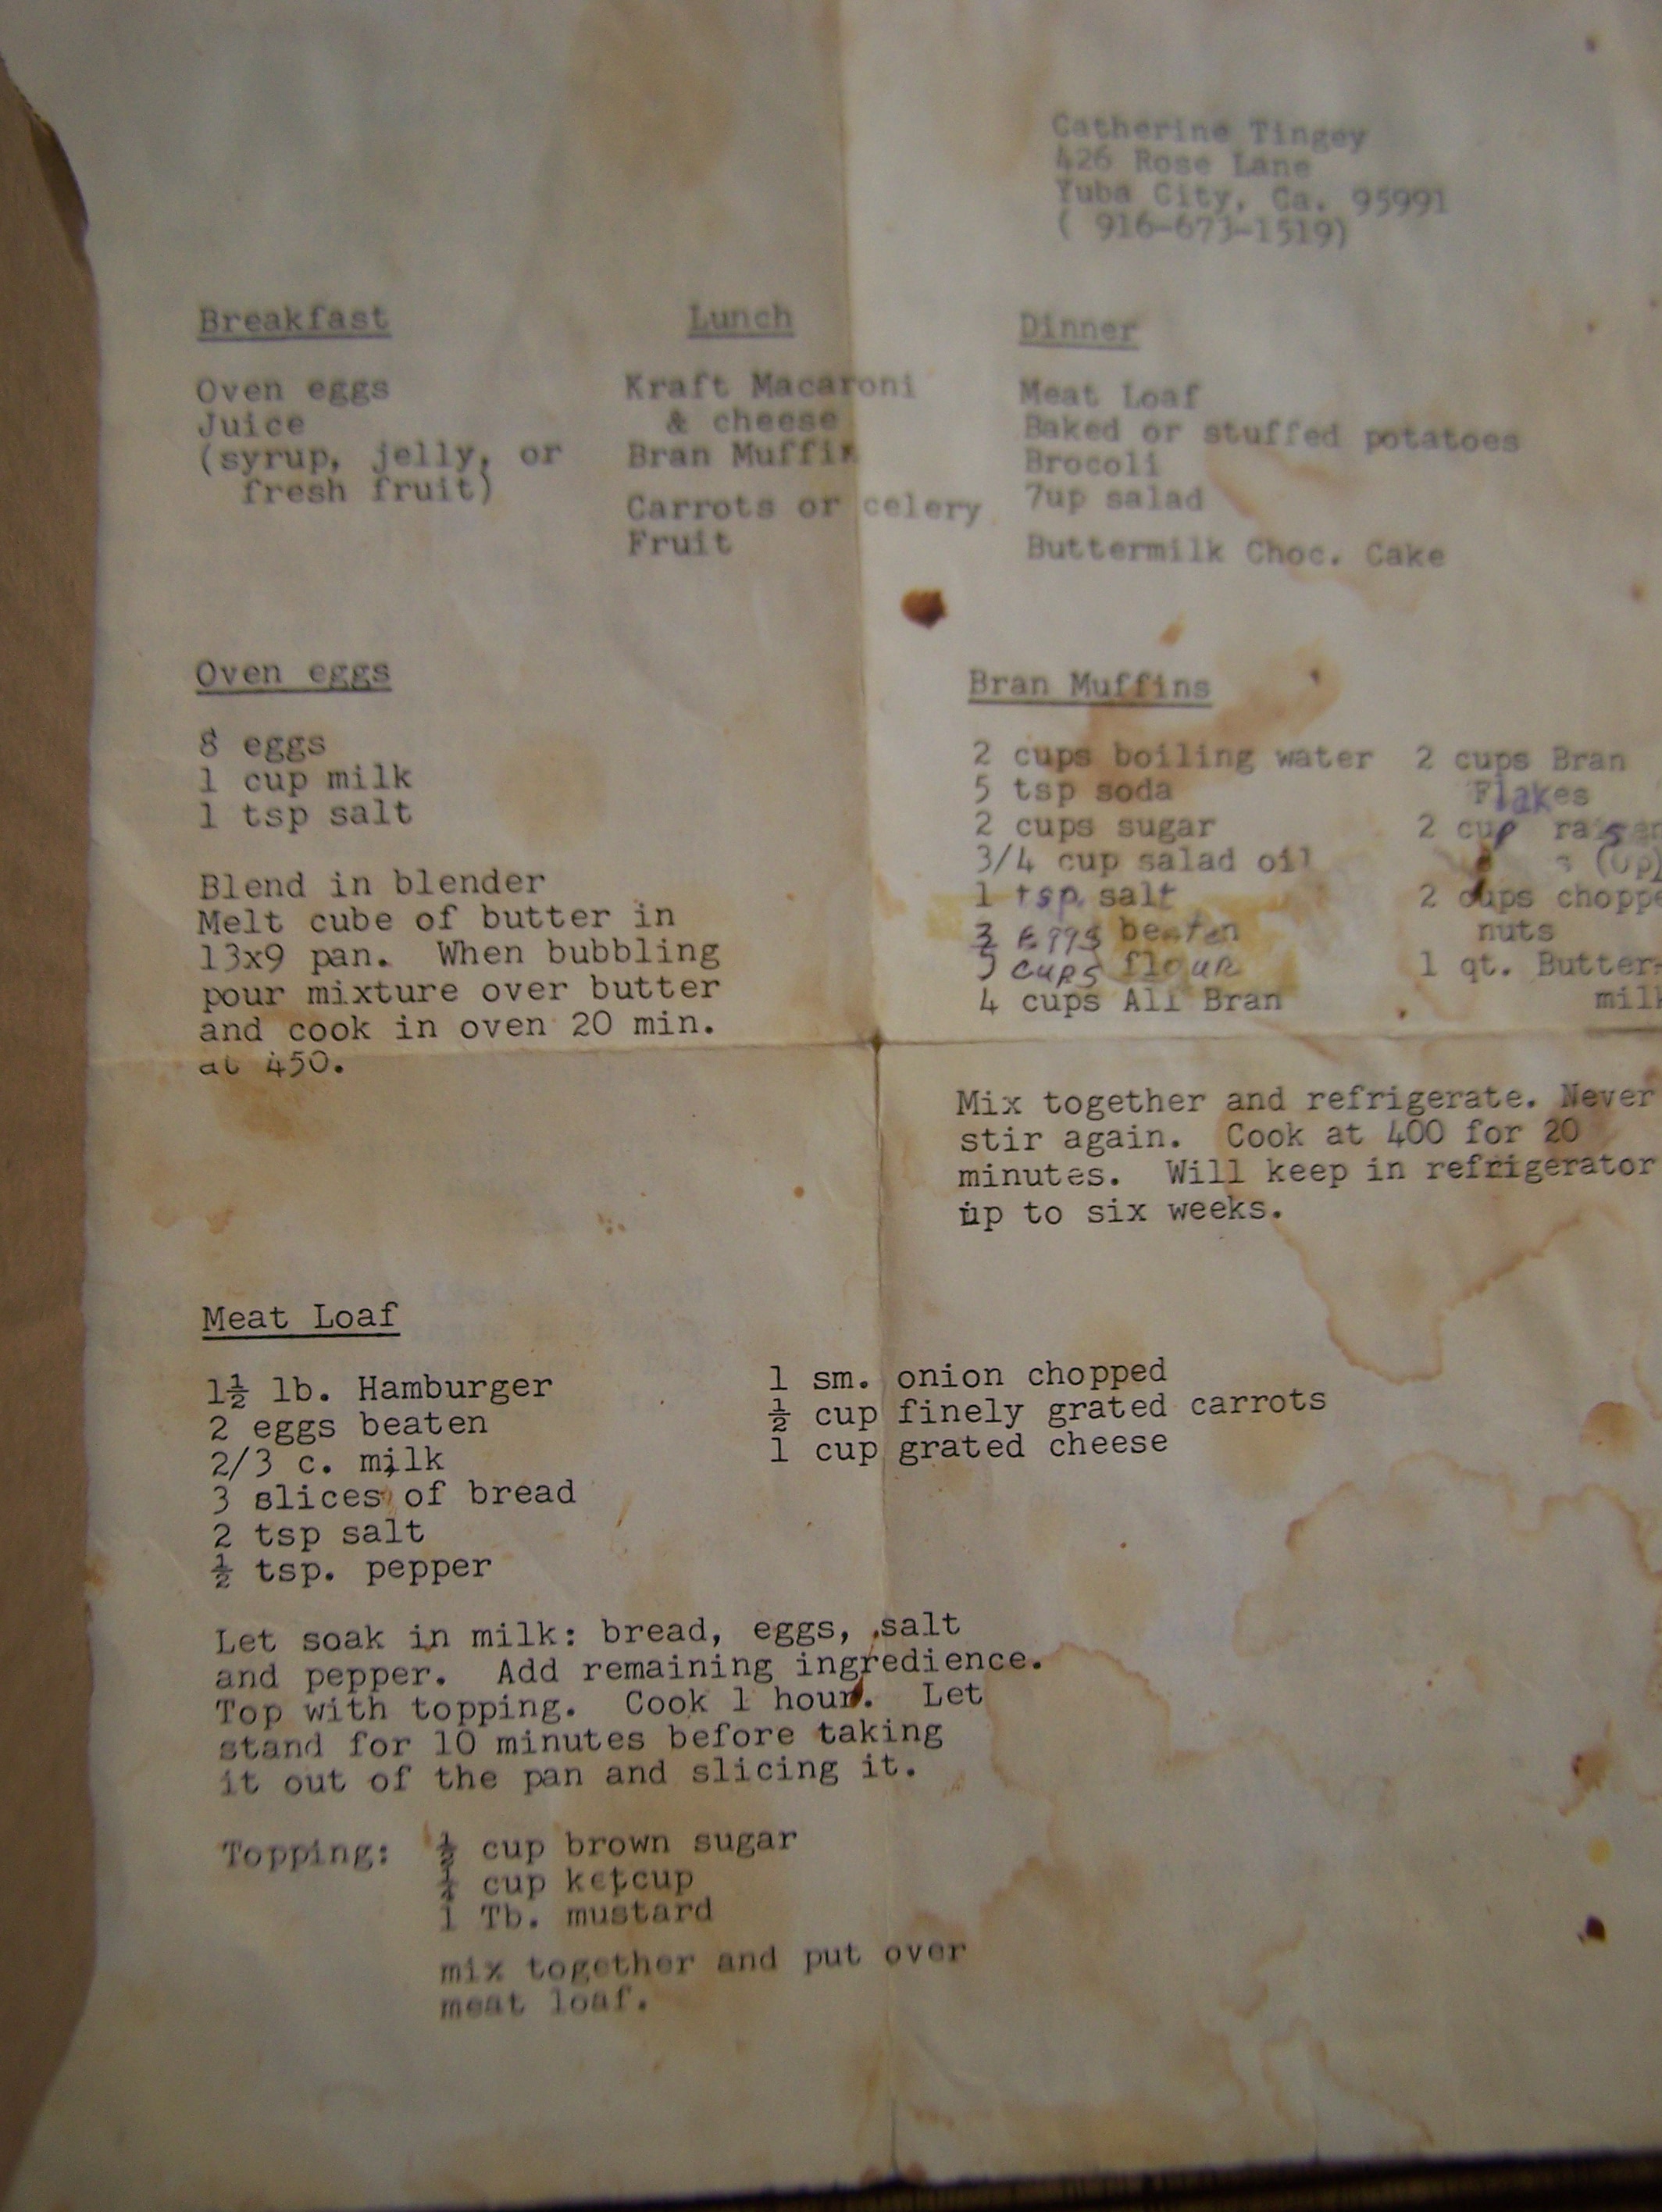 Catherine Tingey
426 Rose Lane
Yuba City, Ca. 95991
( 916-673-1519)
Breakfast
Oven eggs
Juice
(syrup, jelly, or
fresh fruit)
Lunch
Kraft Macaroni
& cheese
Bran Muffin
Carrots or celery
Fruit
Dinner
Meat Loaf
Baked or stuffed potatoes
Brocoli
7up salad
Buttermilk Choc. Cake
Oven eggs
8 eggs
1 cup milk
1 tsp salt
Blend in blender
Melt cube of butter in
13x9 pan. When bubbling
pour mixture over butter
and cook in oven 20 min.
at 450.
Bran Muffins
2 cups boiling water
5 tsp soda
2 cups sugar
3/4 cup salad oil
1 tsp. salt
eggs beaten
5 cups flour
4 cups All Bran
2 cups Bran
Flakes
2 cup
(op)
2 cups choppe
nuts
1 qt. Butter-
milk
Mix together and refrigerate. Never
stir again. Cook at 400 for 20
minutes. Will keep in refrigerator
up to six weeks.
Meat Loaf
1½ lb. Hamburger
2 eggs beaten
2/3 c. milk
3 slices of bread
2 tsp salt
½ tsp. pepper
1 sm. onion chopped
½ cup finely grated carrots
1 cup grated cheese
Let soak in milk: bread, eggs, salt
and pepper. Add remaining ingredience.
Top with topping. Cook 1 hour. Let
stand for 10 minutes before taking
it out of the pan and slicing it.
Topping: ½ cup brown sugar
¼ cup ketcup
1 Tb. mustard
mix together and put over
meat loaf.